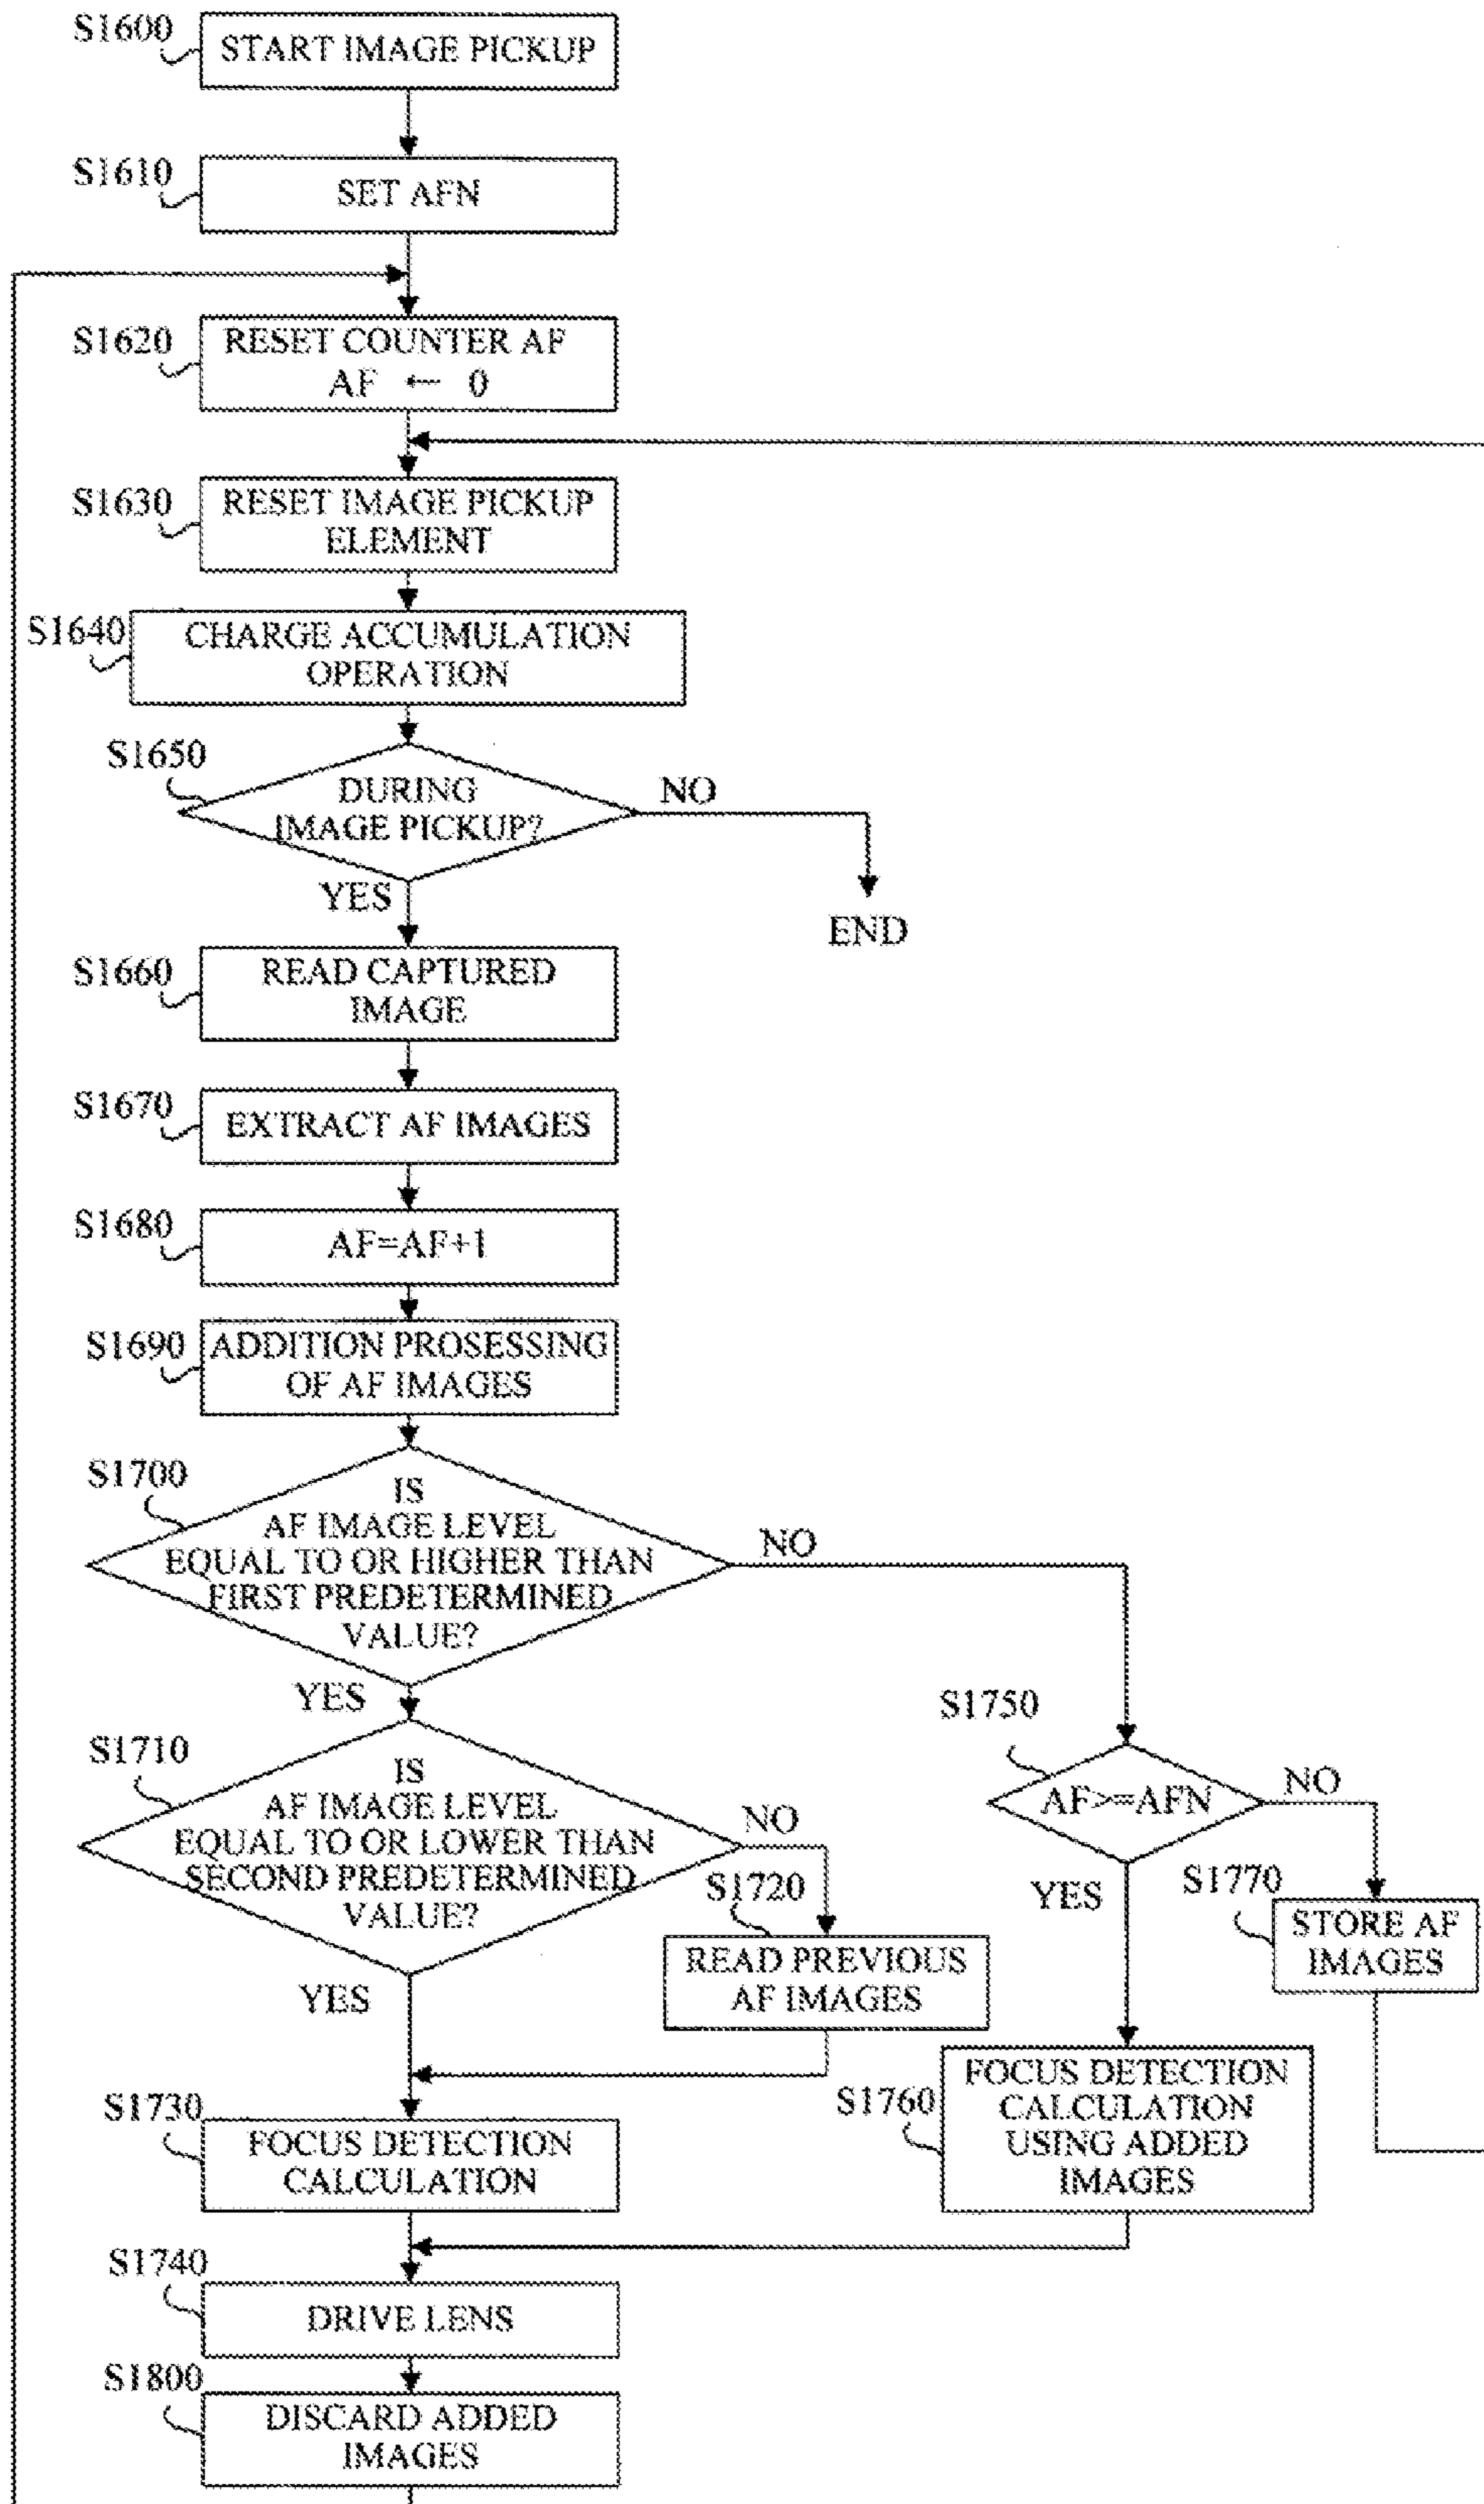 S1600
START IMAGE PICKUP
S1610
SET AFN
S1620
RESET COUNTER AF
AF ← 0
S1630
RESET IMAGE PICKUP
ELEMENT
S1640
CHARGE ACCUMULATION
OPERATION
S1650
DURING
IMAGE PICKUP?
NO
YES
END
S1660
READ CAPTURED
IMAGE
S1670
EXTRACT AF IMAGES
S1680
AF=AF+1
S1690
ADDITION PROSESSING
OF AF IMAGES
S1700
IS
AF IMAGE LEVEL
EQUAL TO OR HIGHER THAN
FIRST PREDETERMINED
VALUE?
NO
YES
S1710
IS
AF IMAGE LEVEL
EQUAL TO OR LOWER THAN
SECOND PREDETERMINED
VALUE?
NO
YES
S1720
READ PREVIOUS
AF IMAGES
S1750
AF>=AFN
NO
YES
S1770
STORE AF
IMAGES
S1730
FOCUS DETECTION
CALCULATION
S1760
FOCUS DETECTION
CALCULATION
USING ADDED
IMAGES
S1740
DRIVE LENS
S1800
DISCARD ADDED
IMAGES